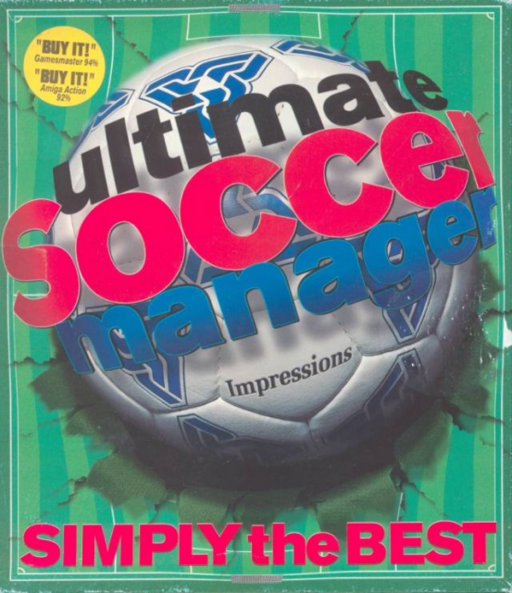 "BUY IT!"
Gamesmaster 94%
"BUY IT!"
Amiga Action
92%
ultimate
soccer
manager
Impressions
SIMPLY the BEST